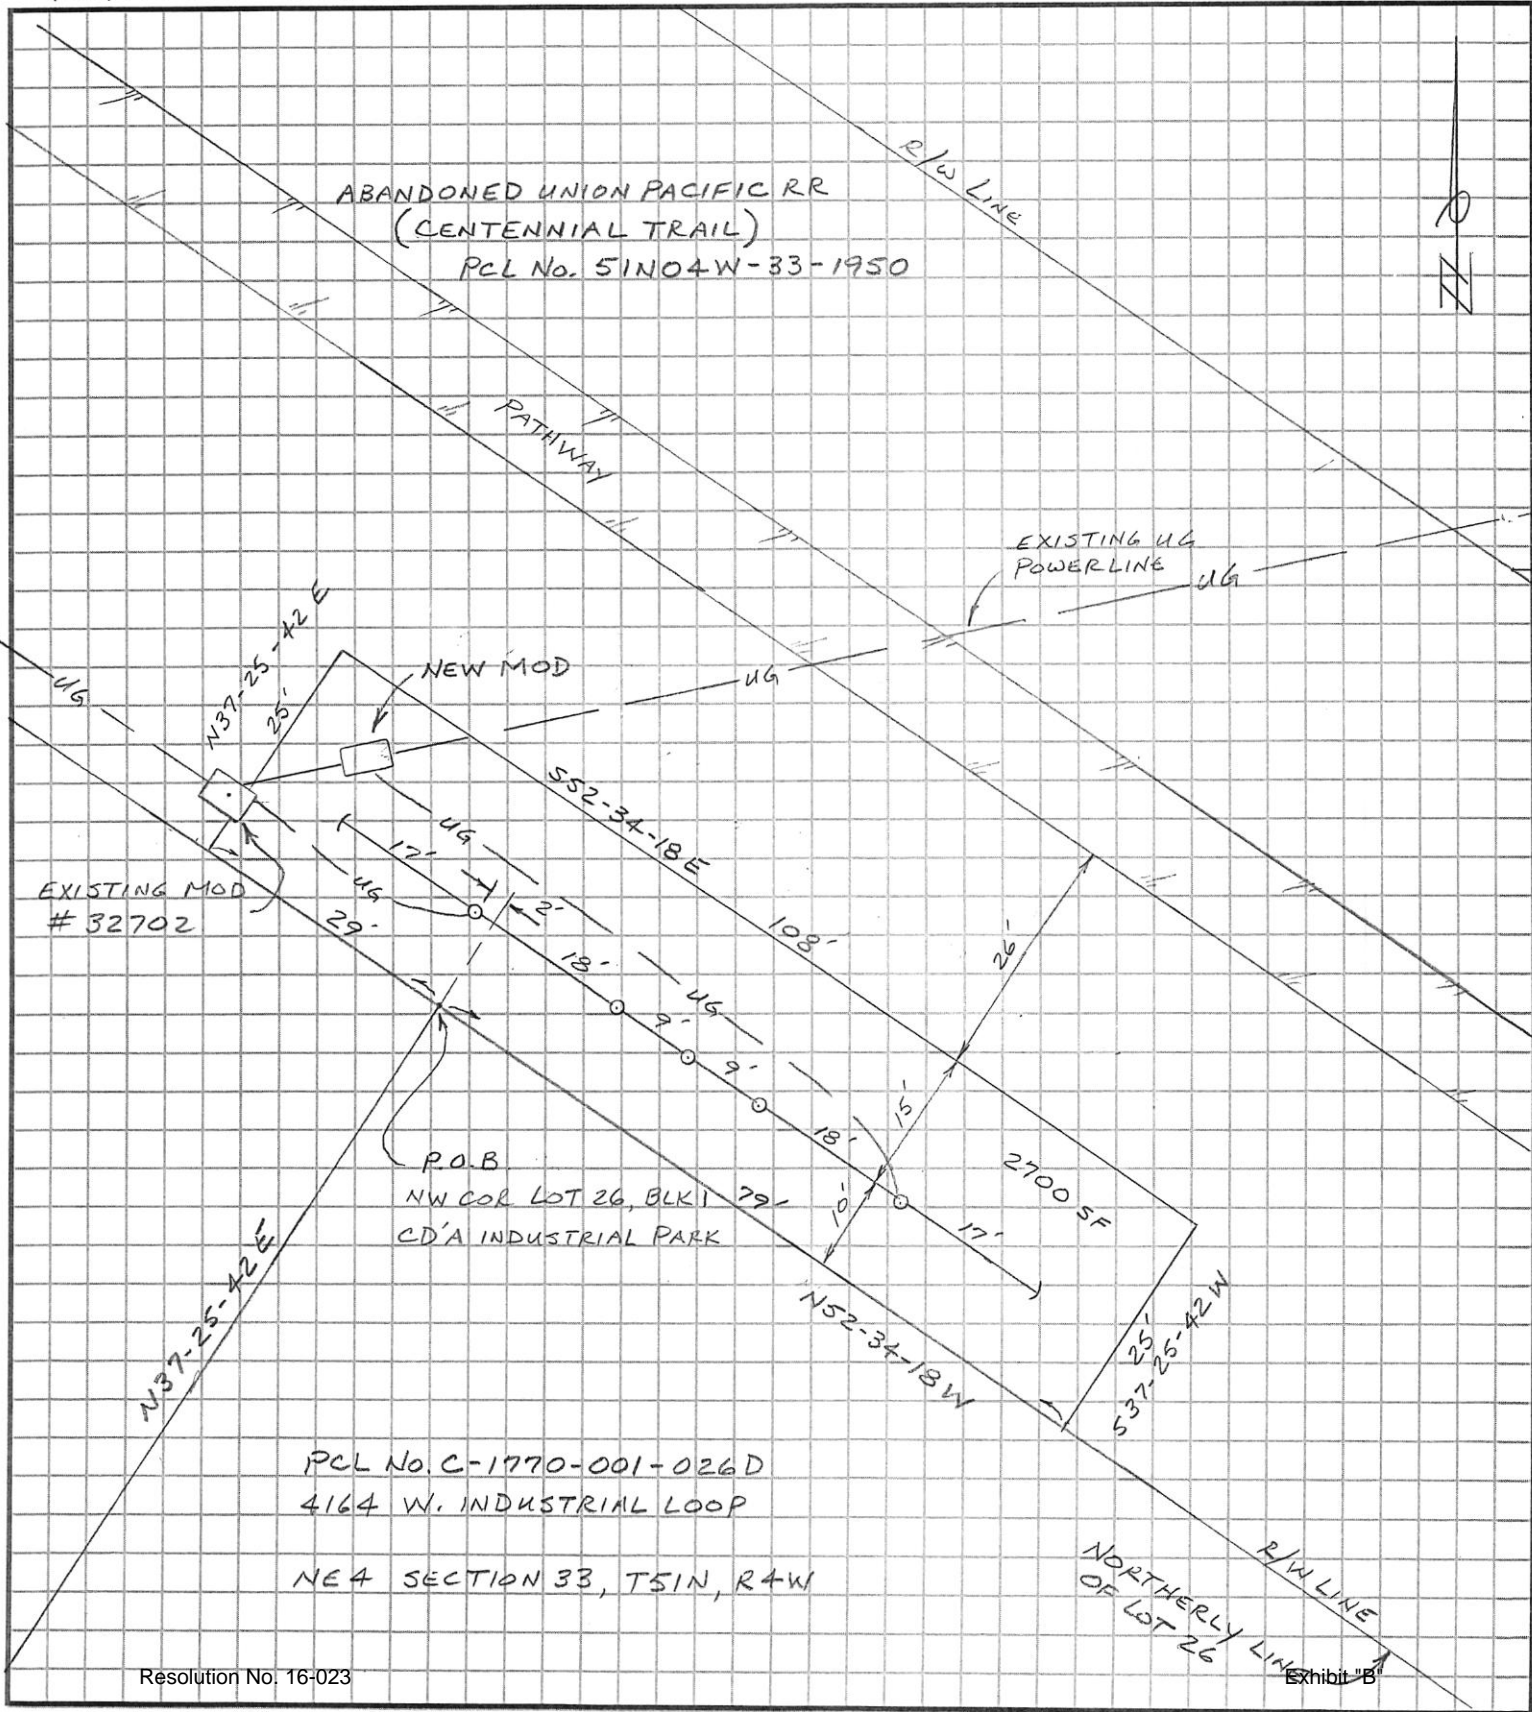 ABANDONED UNION PACIFIC RR
(CENTENNIAL TRAIL)
PCL No. 51N04W-33-1950
R/W LINE
N
PATHWAY
EXISTING UG
POWERLINE
UG
UG
N37-25-42 E
25'
NEW MOD
UG
S52-34-18E
108'
UG
17'
2'
UG
EXISTING MOD
# 32702
29'
18'
UG
9'
9'
18'
26'
15'
10'
17'
2700 SF
P.O.B
NW COR LOT 26, BLK 1
CD'A INDUSTRIAL PARK
79'
N52-34-18W
25'
S37-25-42W
N37-25-42E
PCL No. C-1770-001-026D
4164 W. INDUSTRIAL LOOP
NE4 SECTION 33, T51N, R4W
R/W LINE
NORTHERLY LINE
OF LOT 26
Resolution No. 16-023
Exhibit "B"